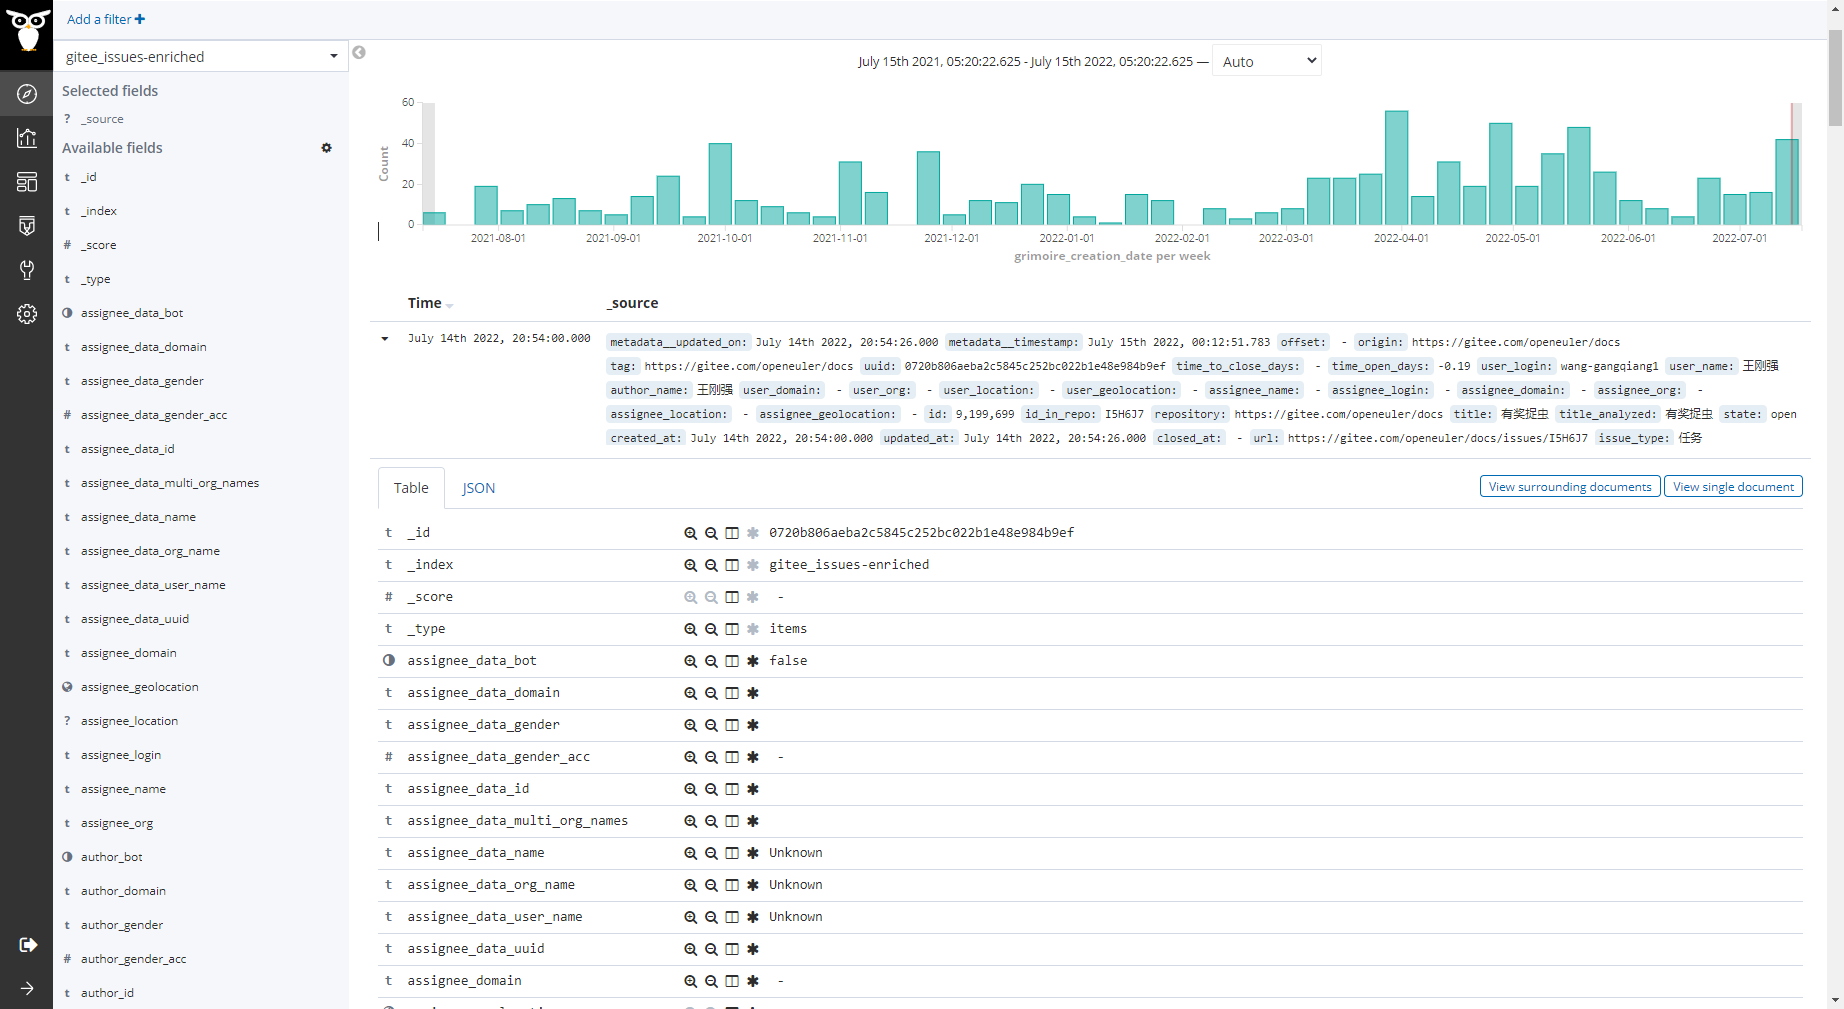 Add a filter +
gitee_issues-enriched
Selected fields
? _source
Available fields
t _id
t _index
# _score
t _type
assignee_data_bot
t assignee_data_domain
t assignee_data_gender
# assignee_data_gender_acc
t assignee_data_id
t assignee_data_multi_org_names
t assignee_data_name
t assignee_data_org_name
t assignee_data_user_name
t assignee_data_uuid
t assignee_domain
assignee_geolocation
? assignee_location
t assignee_login
t assignee_name
t assignee_org
author_bot
t author_domain
t author_gender
# author_gender_acc
t author_id
July 15th 2021, 05:20:22.625 - July 15th 2022, 05:20:22.625 — Auto
Count
60
40
20
0
2021-08-01 2021-09-01 2021-10-01 2021-11-01 2021-12-01 2022-01-01 2022-02-01 2022-03-01 2022-04-01 2022-05-01 2022-06-01 2022-07-01
grimoire_creation_date per week
Time _source
July 14th 2022, 20:54:00.000 metadata__updated_on: July 14th 2022, 20:54:26.000 metadata__timestamp: July 15th 2022, 00:12:51.783 offset: - origin: https://gitee.com/openeuler/docs
tag: https://gitee.com/openeuler/docs uuid: 0720b806aeba2c5845c252bc022b1e48e984b9ef time_to_close_days: - time_open_days: -0.19 user_login: wang-gangqiang1 user_name: 王刚强
author_name: 王刚强 user_domain: - user_org: - user_location: - user_geolocation: - assignee_name: - assignee_login: - assignee_domain: - assignee_org: -
assignee_location: - assignee_geolocation: - id: 9,199,699 id_in_repo: I5H6J7 repository: https://gitee.com/openeuler/docs title: 有奖捉虫 title_analyzed: 有奖捉虫 state: open
created_at: July 14th 2022, 20:54:00.000 updated_at: July 14th 2022, 20:54:26.000 closed_at: - url: https://gitee.com/openeuler/docs/issues/I5H6J7 issue_type: 任务
Table JSON View surrounding documents View single document
t _id 0720b806aeba2c5845c252bc022b1e48e984b9ef
t _index gitee_issues-enriched
# _score -
t _type items
assignee_data_bot false
t assignee_data_domain
t assignee_data_gender
# assignee_data_gender_acc -
t assignee_data_id
t assignee_data_multi_org_names
t assignee_data_name Unknown
t assignee_data_org_name Unknown
t assignee_data_user_name Unknown
t assignee_data_uuid
t assignee_domain -